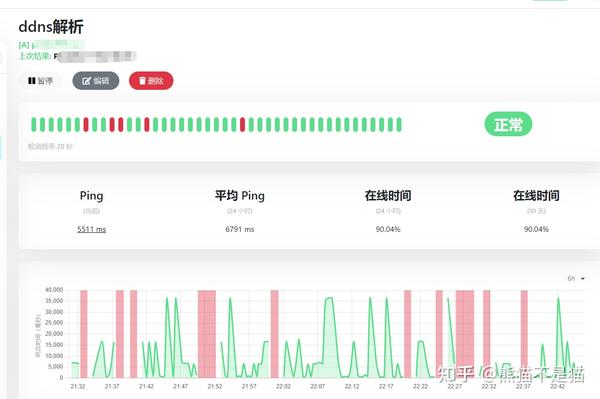 ddns解析
[A]
上次结果:
暂停 编辑 删除
正常
检测频率 20 秒
Ping 平均 Ping 在线时间 在线时间
(当前) (24 小时) (24 小时) (30 天)
5511 ms 6791 ms 90.04% 90.04%
6h
响应时间（毫秒）
40,000
35,000
30,000
25,000
20,000
15,000
10,000
5,000
0
21:32 21:37 21:42 21:47 21:52 21:57 22:02 22:07 22:12 22:17 22:22 22:27 22:32 22:37 22:42
知乎 @熊猫不是猫